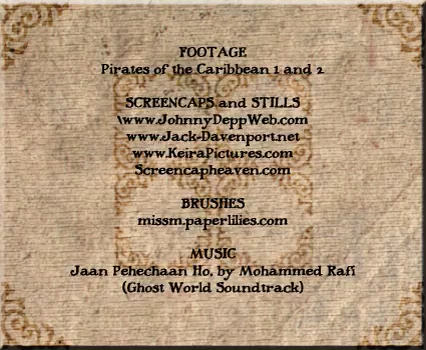 FOOTAGE
Pirates of the Caribbean 1 and 2
SCREENCAPS and STILLS
\www.JohnnyDeppWeb.com
www.Jack-Davenport.net
www.KeiraPictures.com
Screencapheaven.com
BRUSHES
missm.paperlilies.com
MUSIC
Jaan Pehechaan Ho, by Mohammed Rafi
(Ghost World Soundtrack)